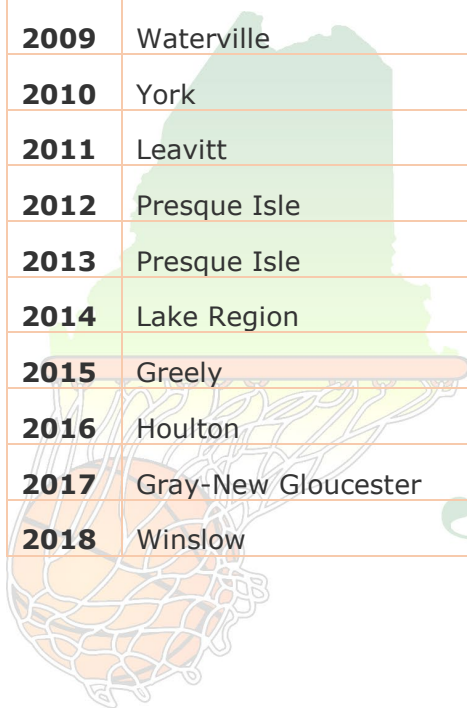 2009 Waterville
2010 York
2011 Leavitt
2012 Presque Isle
2013 Presque Isle
2014 Lake Region
2015 Greely
2016 Houlton
2017 Gray-New Gloucester
2018 Winslow